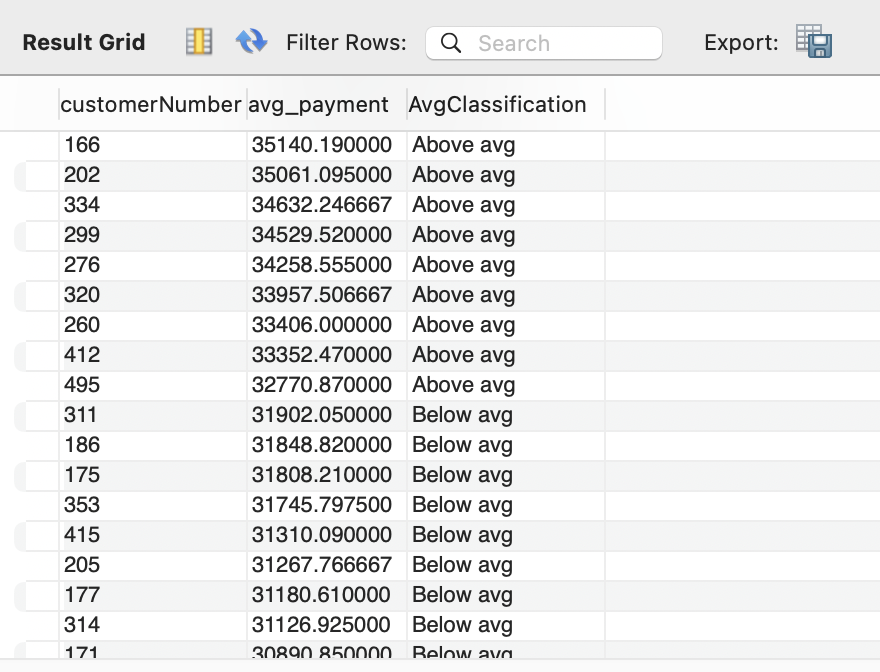 Result Grid Filter Rows: Search Export:
customerNumber avg_payment AvgClassification
166 35140.190000 Above avg
202 35061.095000 Above avg
334 34632.246667 Above avg
299 34529.520000 Above avg
276 34258.555000 Above avg
320 33957.506667 Above avg
260 33406.000000 Above avg
412 33352.470000 Above avg
495 32770.870000 Above avg
311 31902.050000 Below avg
186 31848.820000 Below avg
175 31808.210000 Below avg
353 31745.797500 Below avg
415 31310.090000 Below avg
205 31267.766667 Below avg
177 31180.610000 Below avg
314 31126.925000 Below avg
171 30890.850000 Below avg